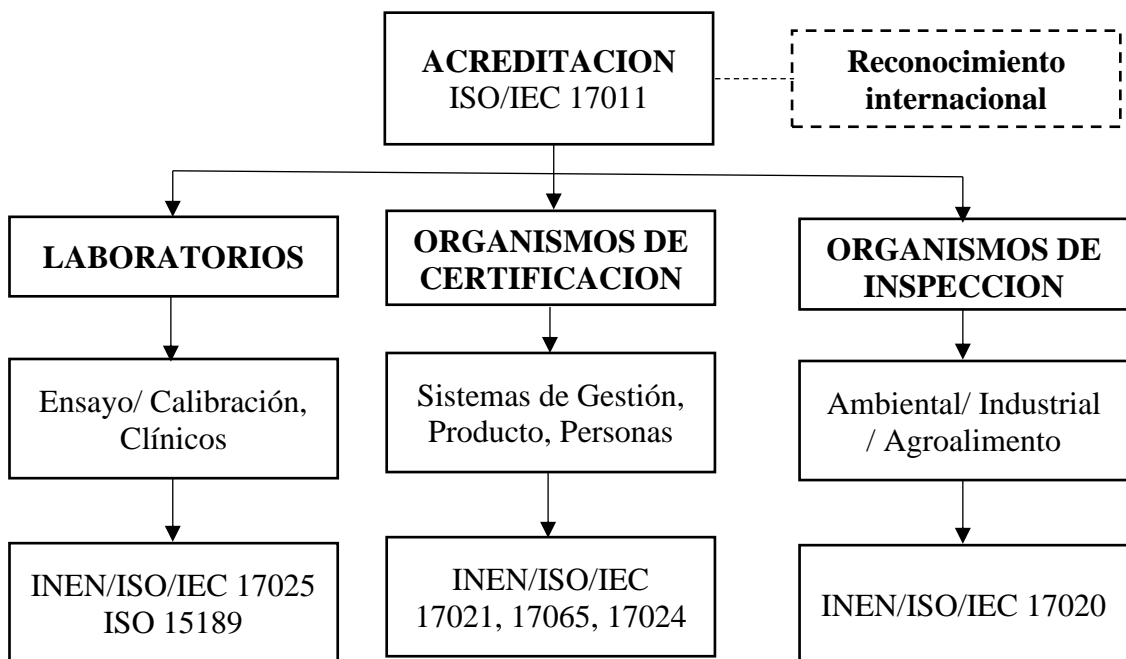 ACREDITACION
ISO/IEC 17011
Reconocimiento
internacional
LABORATORIOS
ORGANISMOS DE
CERTIFICACION
ORGANISMOS DE
INSPECCION
Ensayo/ Calibración,
Clínicos
Sistemas de Gestión,
Producto, Personas
Ambiental/ Industrial
/ Agroalimento
INEN/ISO/IEC 17025
ISO 15189
INEN/ISO/IEC
17021, 17065, 17024
INEN/ISO/IEC 17020